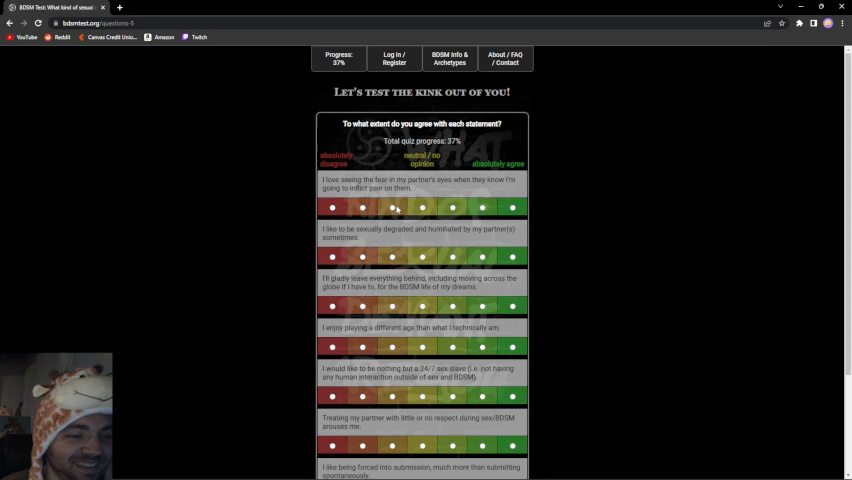 BDSM Test: What kind of sexual
bdsmtest.org/questions-5
YouTube
Reddit
Canvas Credit Unio...
Amazon
Twitch
Progress:
37%
Log In /
Register
BDSM Info &
Archetypes
About / FAQ
/ Contact
Let's test the kink out of you!
To what extent do you agree with each statement?
Total quiz progress: 37%
absolutely
disagree
neutral / no
opinion
absolutely agree
I love seeing the fear in my partner's eyes when they know I'm
going to inflict pain on them.
I like to be sexually degraded and humiliated by my partner(s)
sometimes.
I'll gladly leave everything behind, including moving across the
globe if I have to, for the BDSM life of my dreams.
I enjoy playing a different age than what I technically am.
I would like to be nothing but a 24/7 sex slave (i.e. not having
any human interaction outside of sex and BDSM).
Treating my partner with little or no respect during sex/BDSM
arouses me.
I like being forced into submission, much more than submitting
spontaneously.